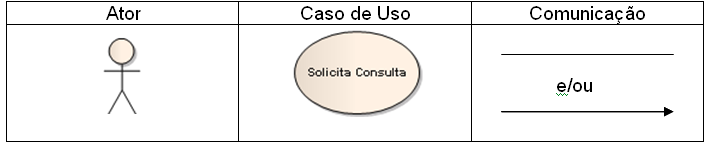 Ator Caso de Uso Comunicação
Solicita Consulta
e/ou